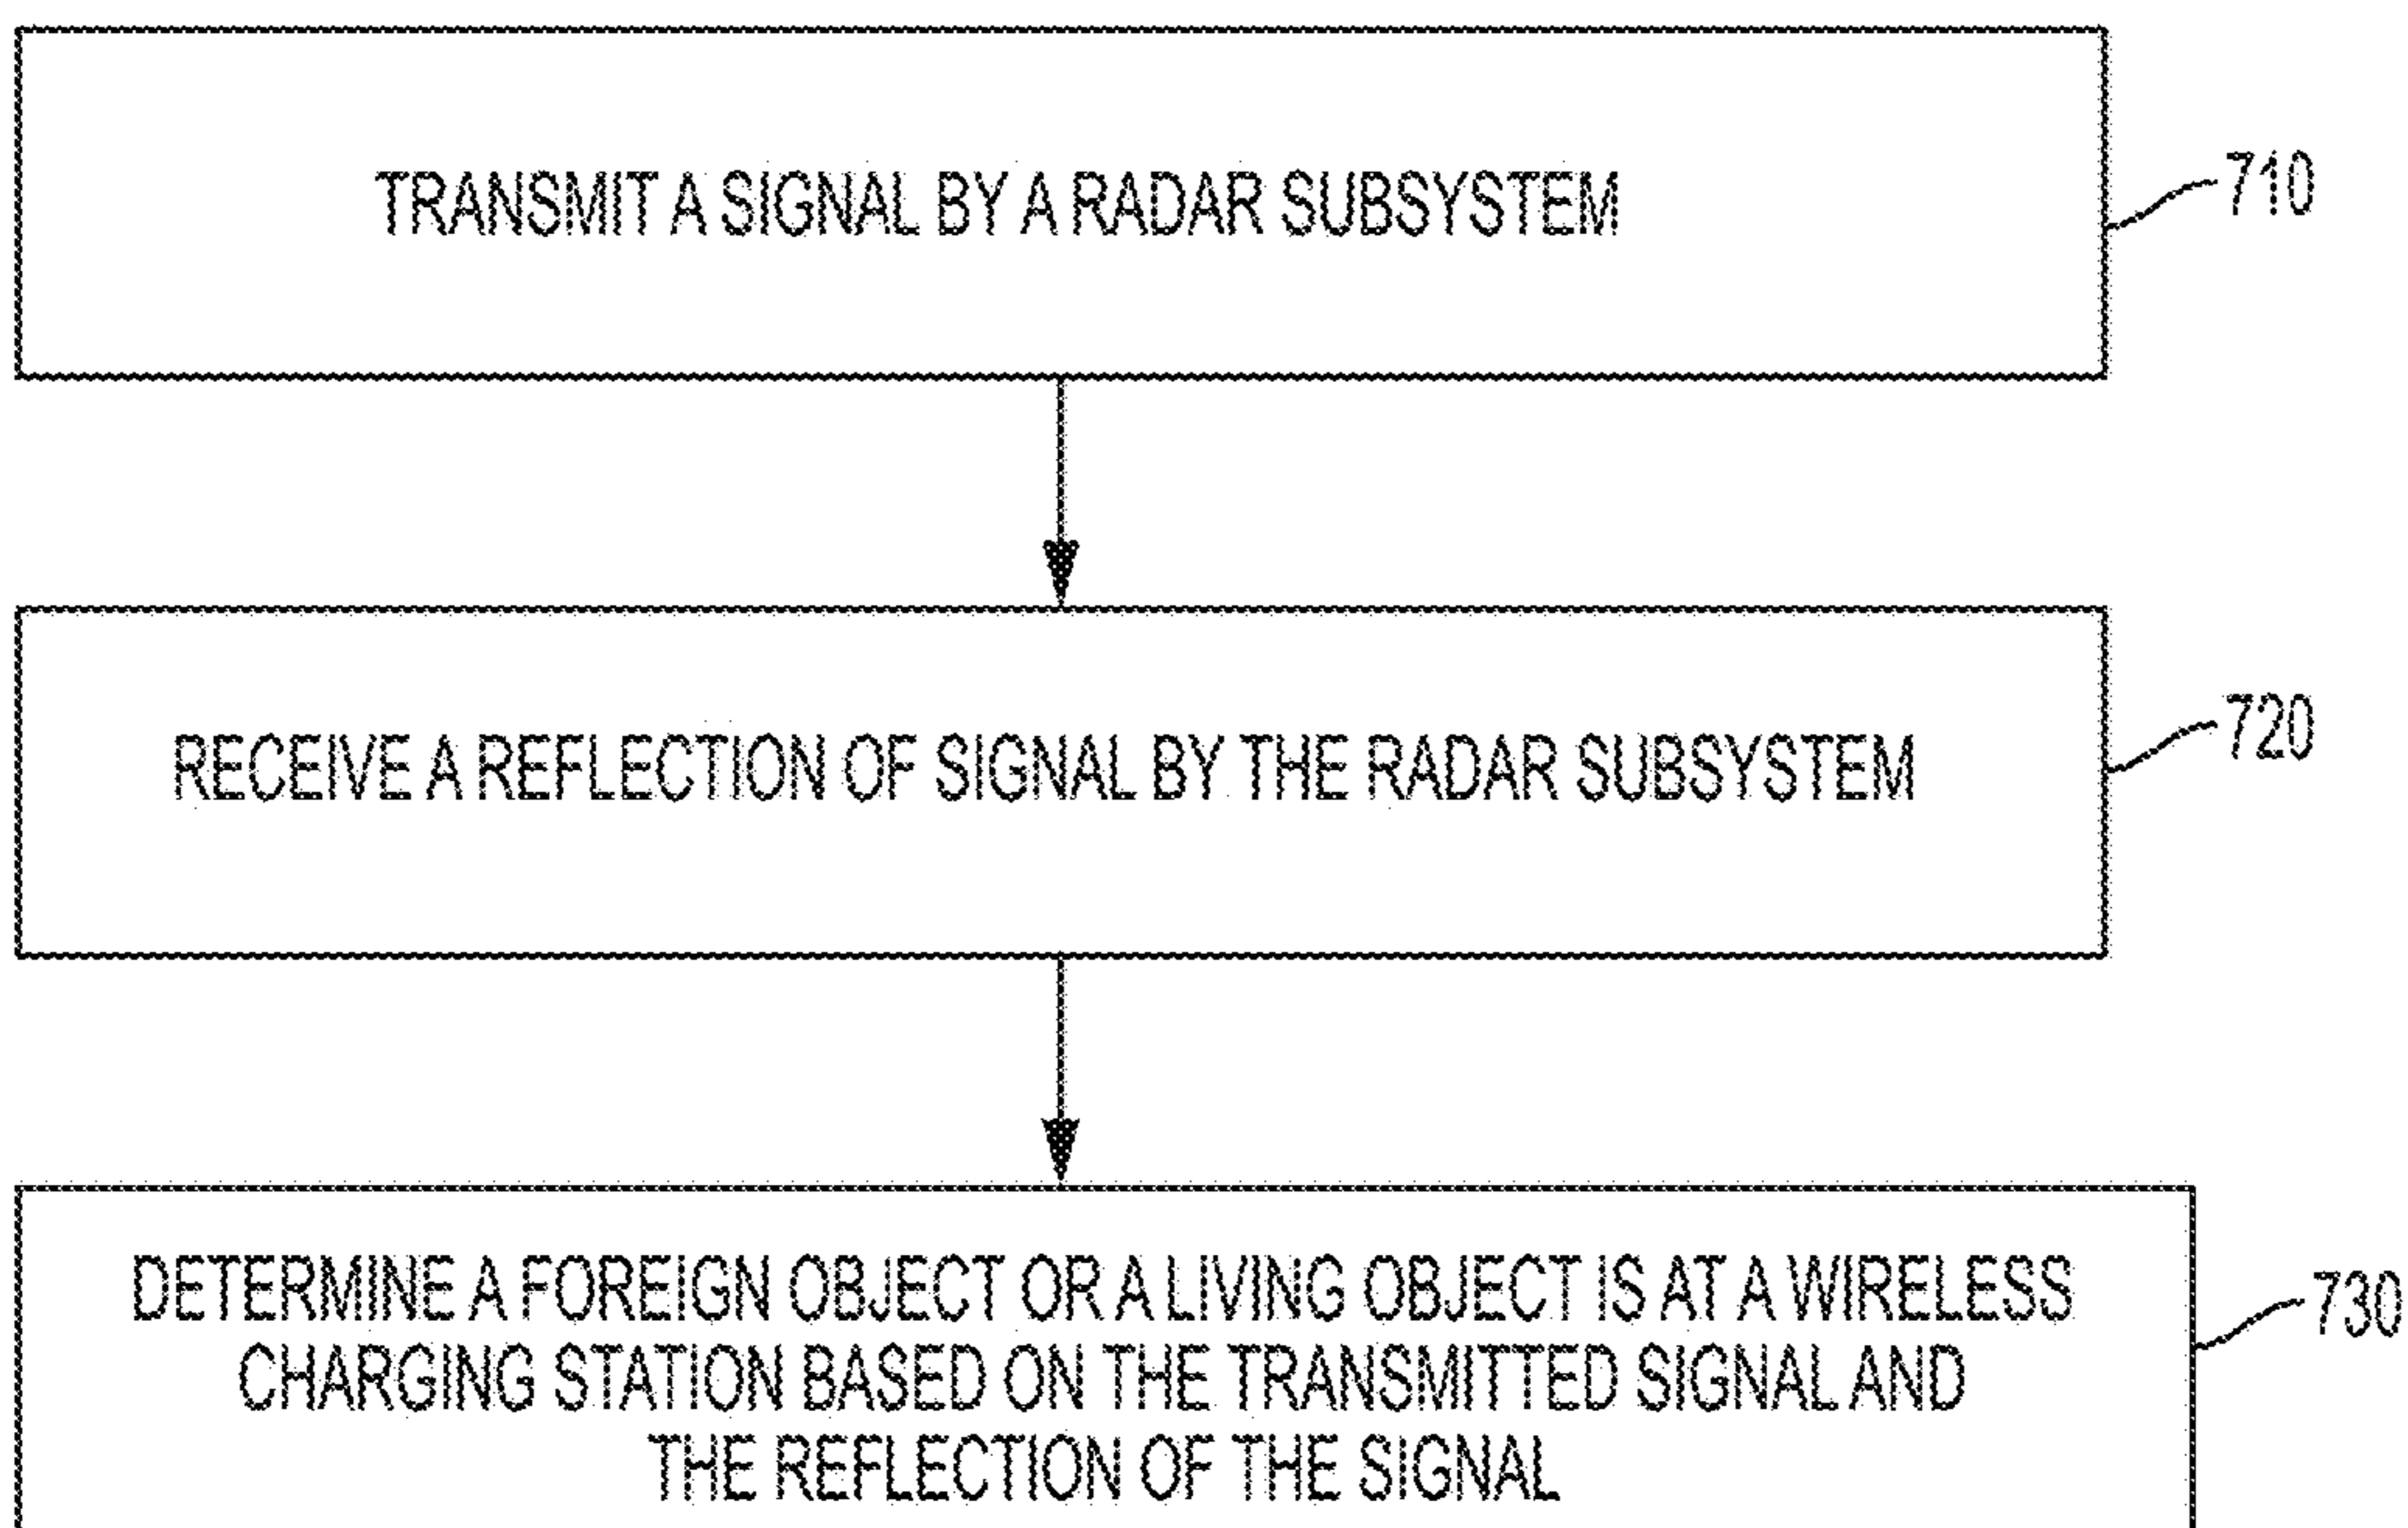 TRANSMIT A SIGNAL BY A RADAR SUBSYSTEM
710
RECEIVE A REFLECTION OF SIGNAL BY THE RADAR SUBSYSTEM
720
DETERMINE A FOREIGN OBJECT OR A LIVING OBJECT IS AT A WIRELESS
CHARGING STATION BASED ON THE TRANSMITTED SIGNAL AND
THE REFLECTION OF THE SIGNAL
730